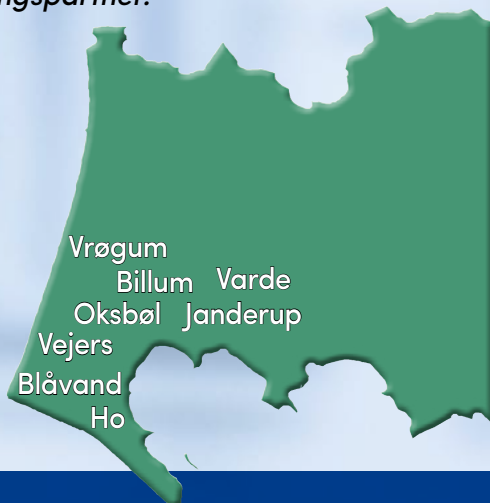 Vrøgum
Billum Varde
Oksbøl Janderup
Vejers
Blåvand
Ho